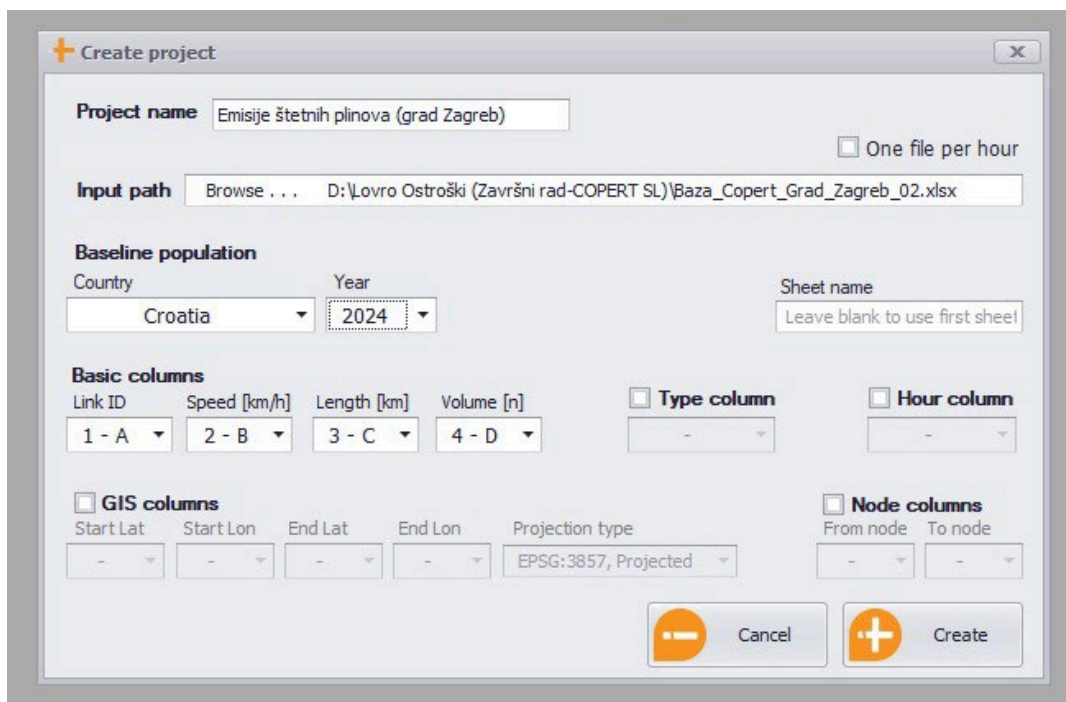 Create project
Project name Emisije štetnih plinova (grad Zagreb)
One file per hour
Input path Browse . . . D:\Lovro Ostroški (Završni rad-COPERT SL)\Baza_Copert_Grad_Zagreb_02.xlsx
Baseline population
Country Year Sheet name
Croatia 2024 Leave blank to use first sheet
Basic columns
Link ID Speed [km/h] Length [km] Volume [n] Type column Hour column
1 - A 2 - B 3 - C 4 - D - -
GIS columns Node columns
Start Lat Start Lon End Lat End Lon Projection type From node To node
- - - - EPSG:3857, Projected - -
Cancel Create